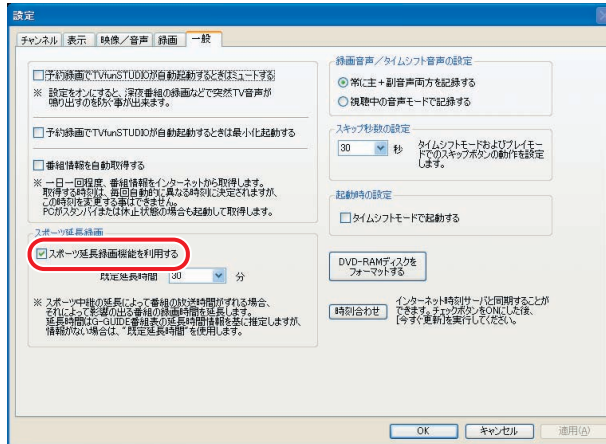 設定
チャンネル 表示 映像／音声 録画 一般
予約録画でTVfunSTUDIOが自動起動するときはミュートする
※ 設定をオンにすると、深夜番組の録画などで突然TV音声が
鳴り出すのを防ぐ事が出来ます。
予約録画でTVfunSTUDIOが自動起動するときは最小化起動する
番組情報を自動取得する
※ 一日一回程度、番組情報をインターネットから取得します。
取得する時刻は、毎回自動的に異なる時刻に決定されますが、
この時刻を変更する事はできません。
PCがスタンバイまたは休止状態の場合も起動して取得します。
スポーツ延長録画
スポーツ延長録画機能を利用する
既定延長時間 30 分
※ スポーツ中継の延長によって番組の放送時間がずれる場合、
それによって影響の出る番組の録画時間を延長します。
延長時間はG-GUIDE番組表の延長時間情報を基に推定しますが、
情報がない場合は、"既定延長時間"を使用します。
録画音声／タイムシフト音声の設定
常に主＋副音声両方を記録する
視聴中の音声モードで記録する
スキップ秒数の設定
30 秒 タイムシフトモードおよびプレイモー
ドでのスキップボタンの動作を設定
します。
起動時の設定
タイムシフトモードで起動する
DVD-RAMディスクを
フォーマットする
時刻合わせ インターネット時刻サーバと同期することが
できます。チェックボタンをONにした後、
[今すぐ更新]を実行してください。
OK キャンセル 適用(A)